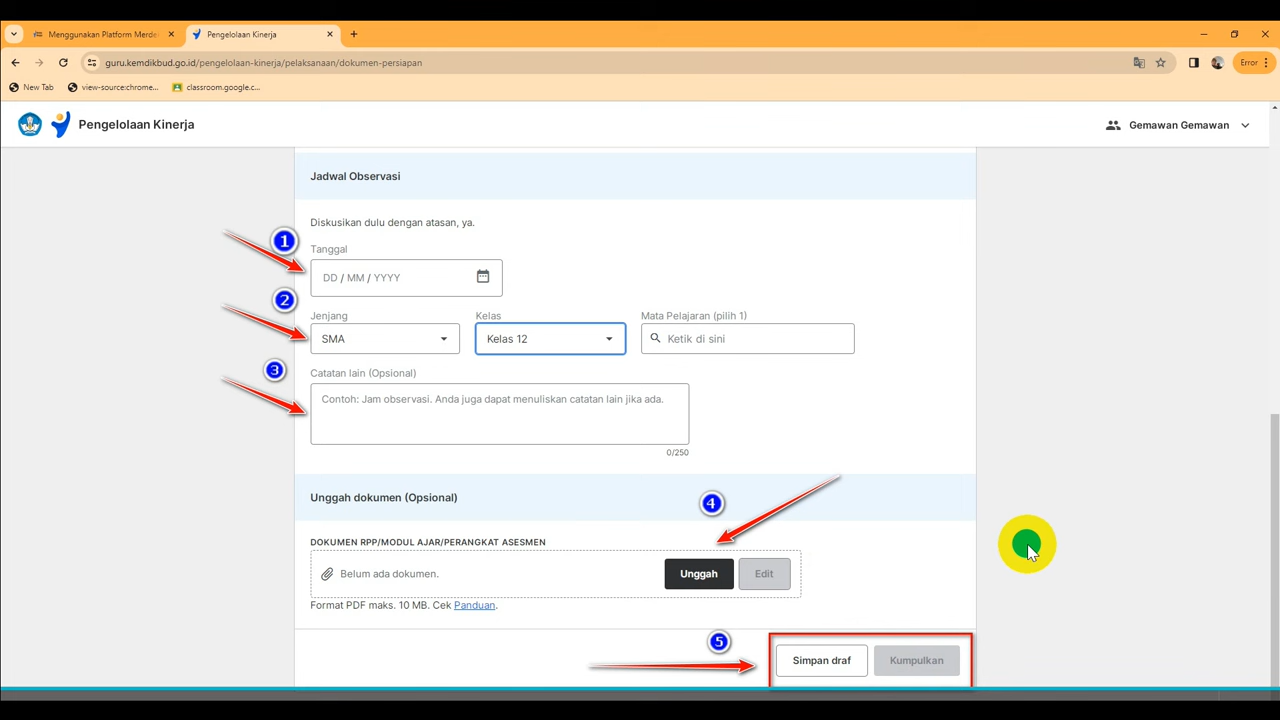 Menggunakan Platform Merde
Pengelolaan Kinerja
guru.kemdikbud.go.id/pengelolaan-kinerja/pelaksanaan/dokumen-persiapan
Error
New Tab
view-source:chrome...
classroom.google.c...
Pengelolaan Kinerja
Gemawan Gemawan
Jadwal Observasi
Diskusikan dulu dengan atasan, ya.
1
Tanggal
DD / MM / YYYY
2
Jenjang
Kelas
Mata Pelajaran (pilih 1)
SMA
Kelas 12
Ketik di sini
3
Catatan lain (Opsional)
Contoh: Jam observasi. Anda juga dapat menuliskan catatan lain jika ada.
0/250
Unggah dokumen (Opsional)
4
DOKUMEN RPP/MODUL AJAR/PERANGKAT ASESMEN
Belum ada dokumen.
Unggah
Edit
Format PDF maks. 10 MB. Cek Panduan.
5
Simpan draf
Kumpulkan